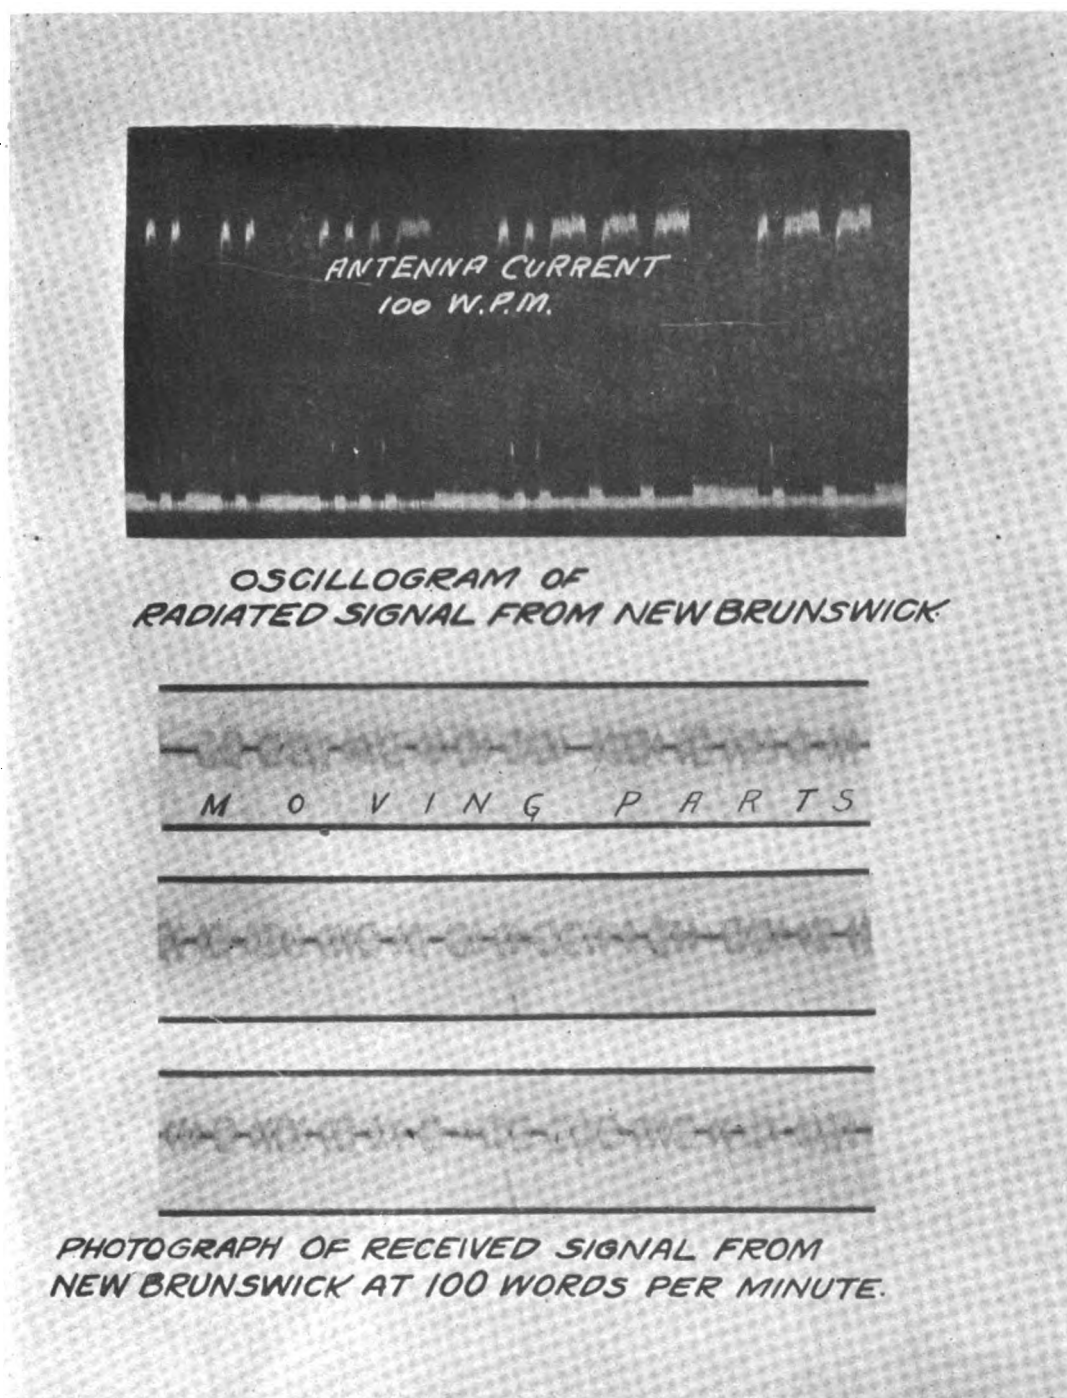 ANTENNA CURRENT
100 W.P.M.
OSCILLOGRAM OF
RADIATED SIGNAL FROM NEW BRUNSWICK
M O V I N G P A R T S
PHOTOGRAPH OF RECEIVED SIGNAL FROM
NEW BRUNSWICK AT 100 WORDS PER MINUTE.